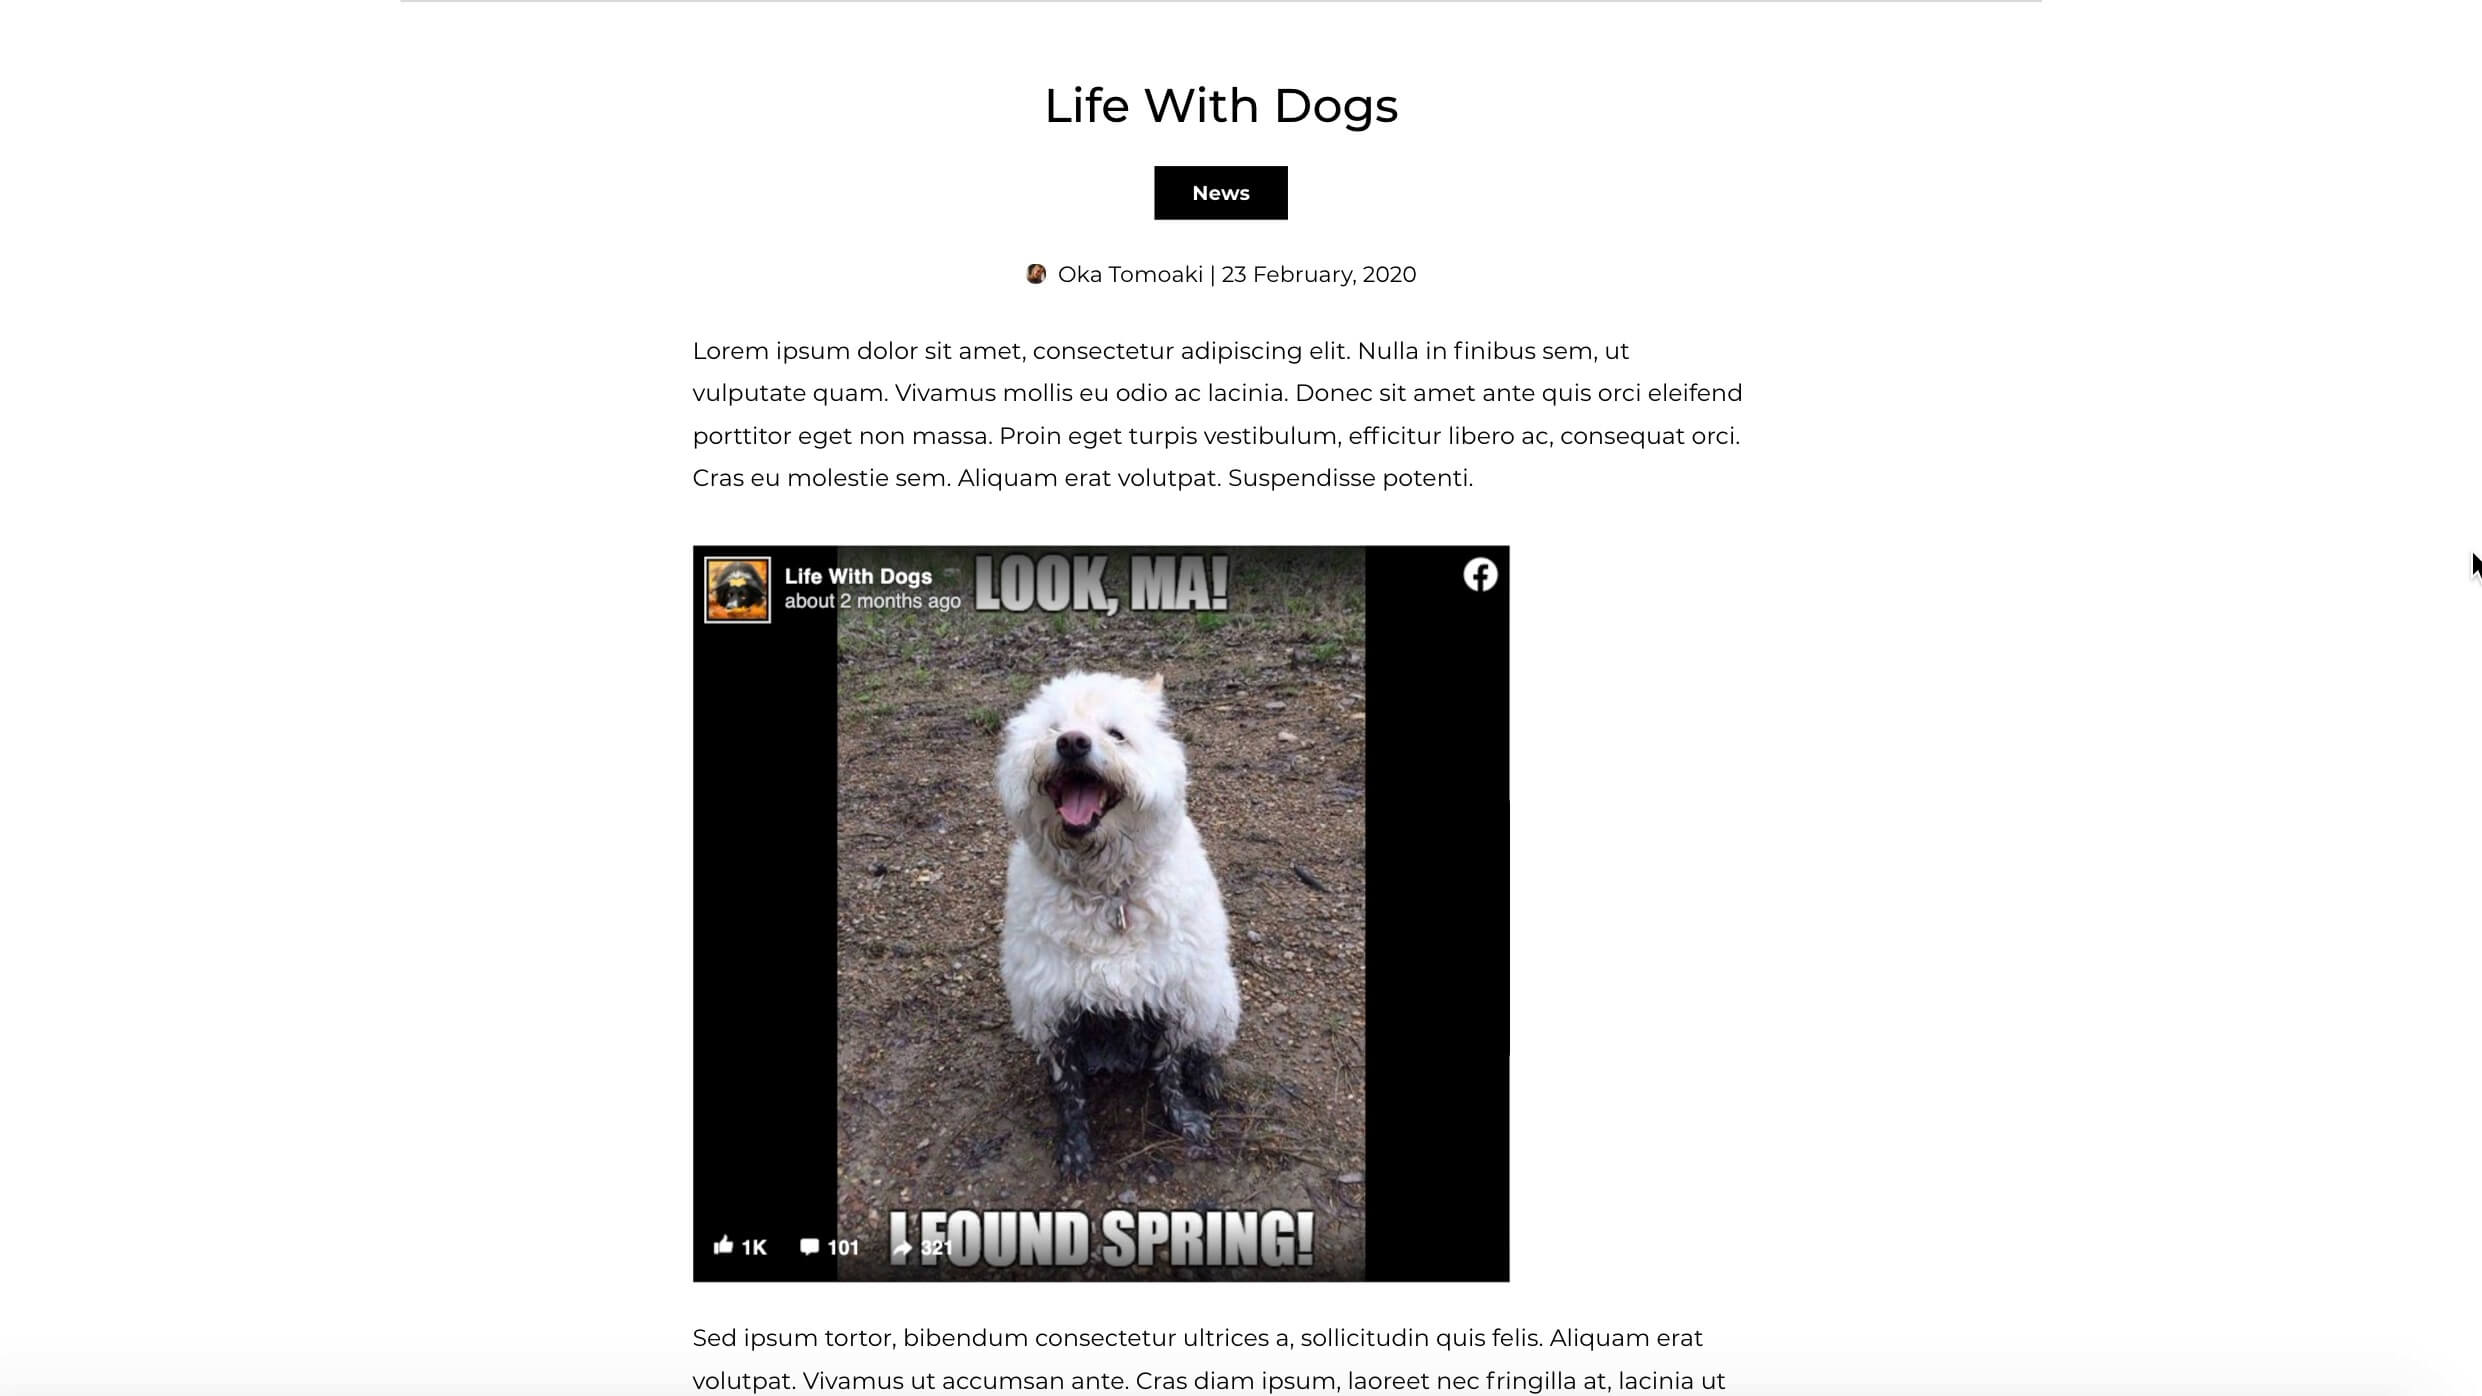 Life With Dogs
News
Oka Tomoaki | 23 February, 2020
Lorem ipsum dolor sit amet, consectetur adipiscing elit. Nulla in finibus sem, ut
vulputate quam. Vivamus mollis eu odio ac lacinia. Donec sit amet ante quis orci eleifend
porttitor eget non massa. Proin eget turpis vestibulum, efficitur libero ac, consequat orci.
Cras eu molestie sem. Aliquam erat volutpat. Suspendisse potenti.
Life With Dogs
about 2 months ago
LOOK, MA!
I FOUND SPRING!
1K 101 321
Sed ipsum tortor, bibendum consectetur ultrices a, sollicitudin quis felis. Aliquam erat
volutpat. Vivamus ut accumsan ante. Cras diam ipsum, laoreet nec fringilla at, lacinia ut